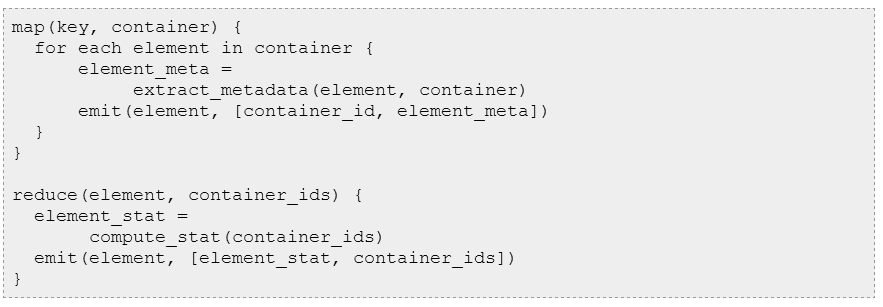 map(key, container) {
  for each element in container {
      element_meta =
           extract_metadata(element, container)
      emit(element, [container_id, element_meta])
  }
}

reduce(element, container_ids) {
  element_stat =
       compute_stat(container_ids)
  emit(element, [element_stat, container_ids])
}